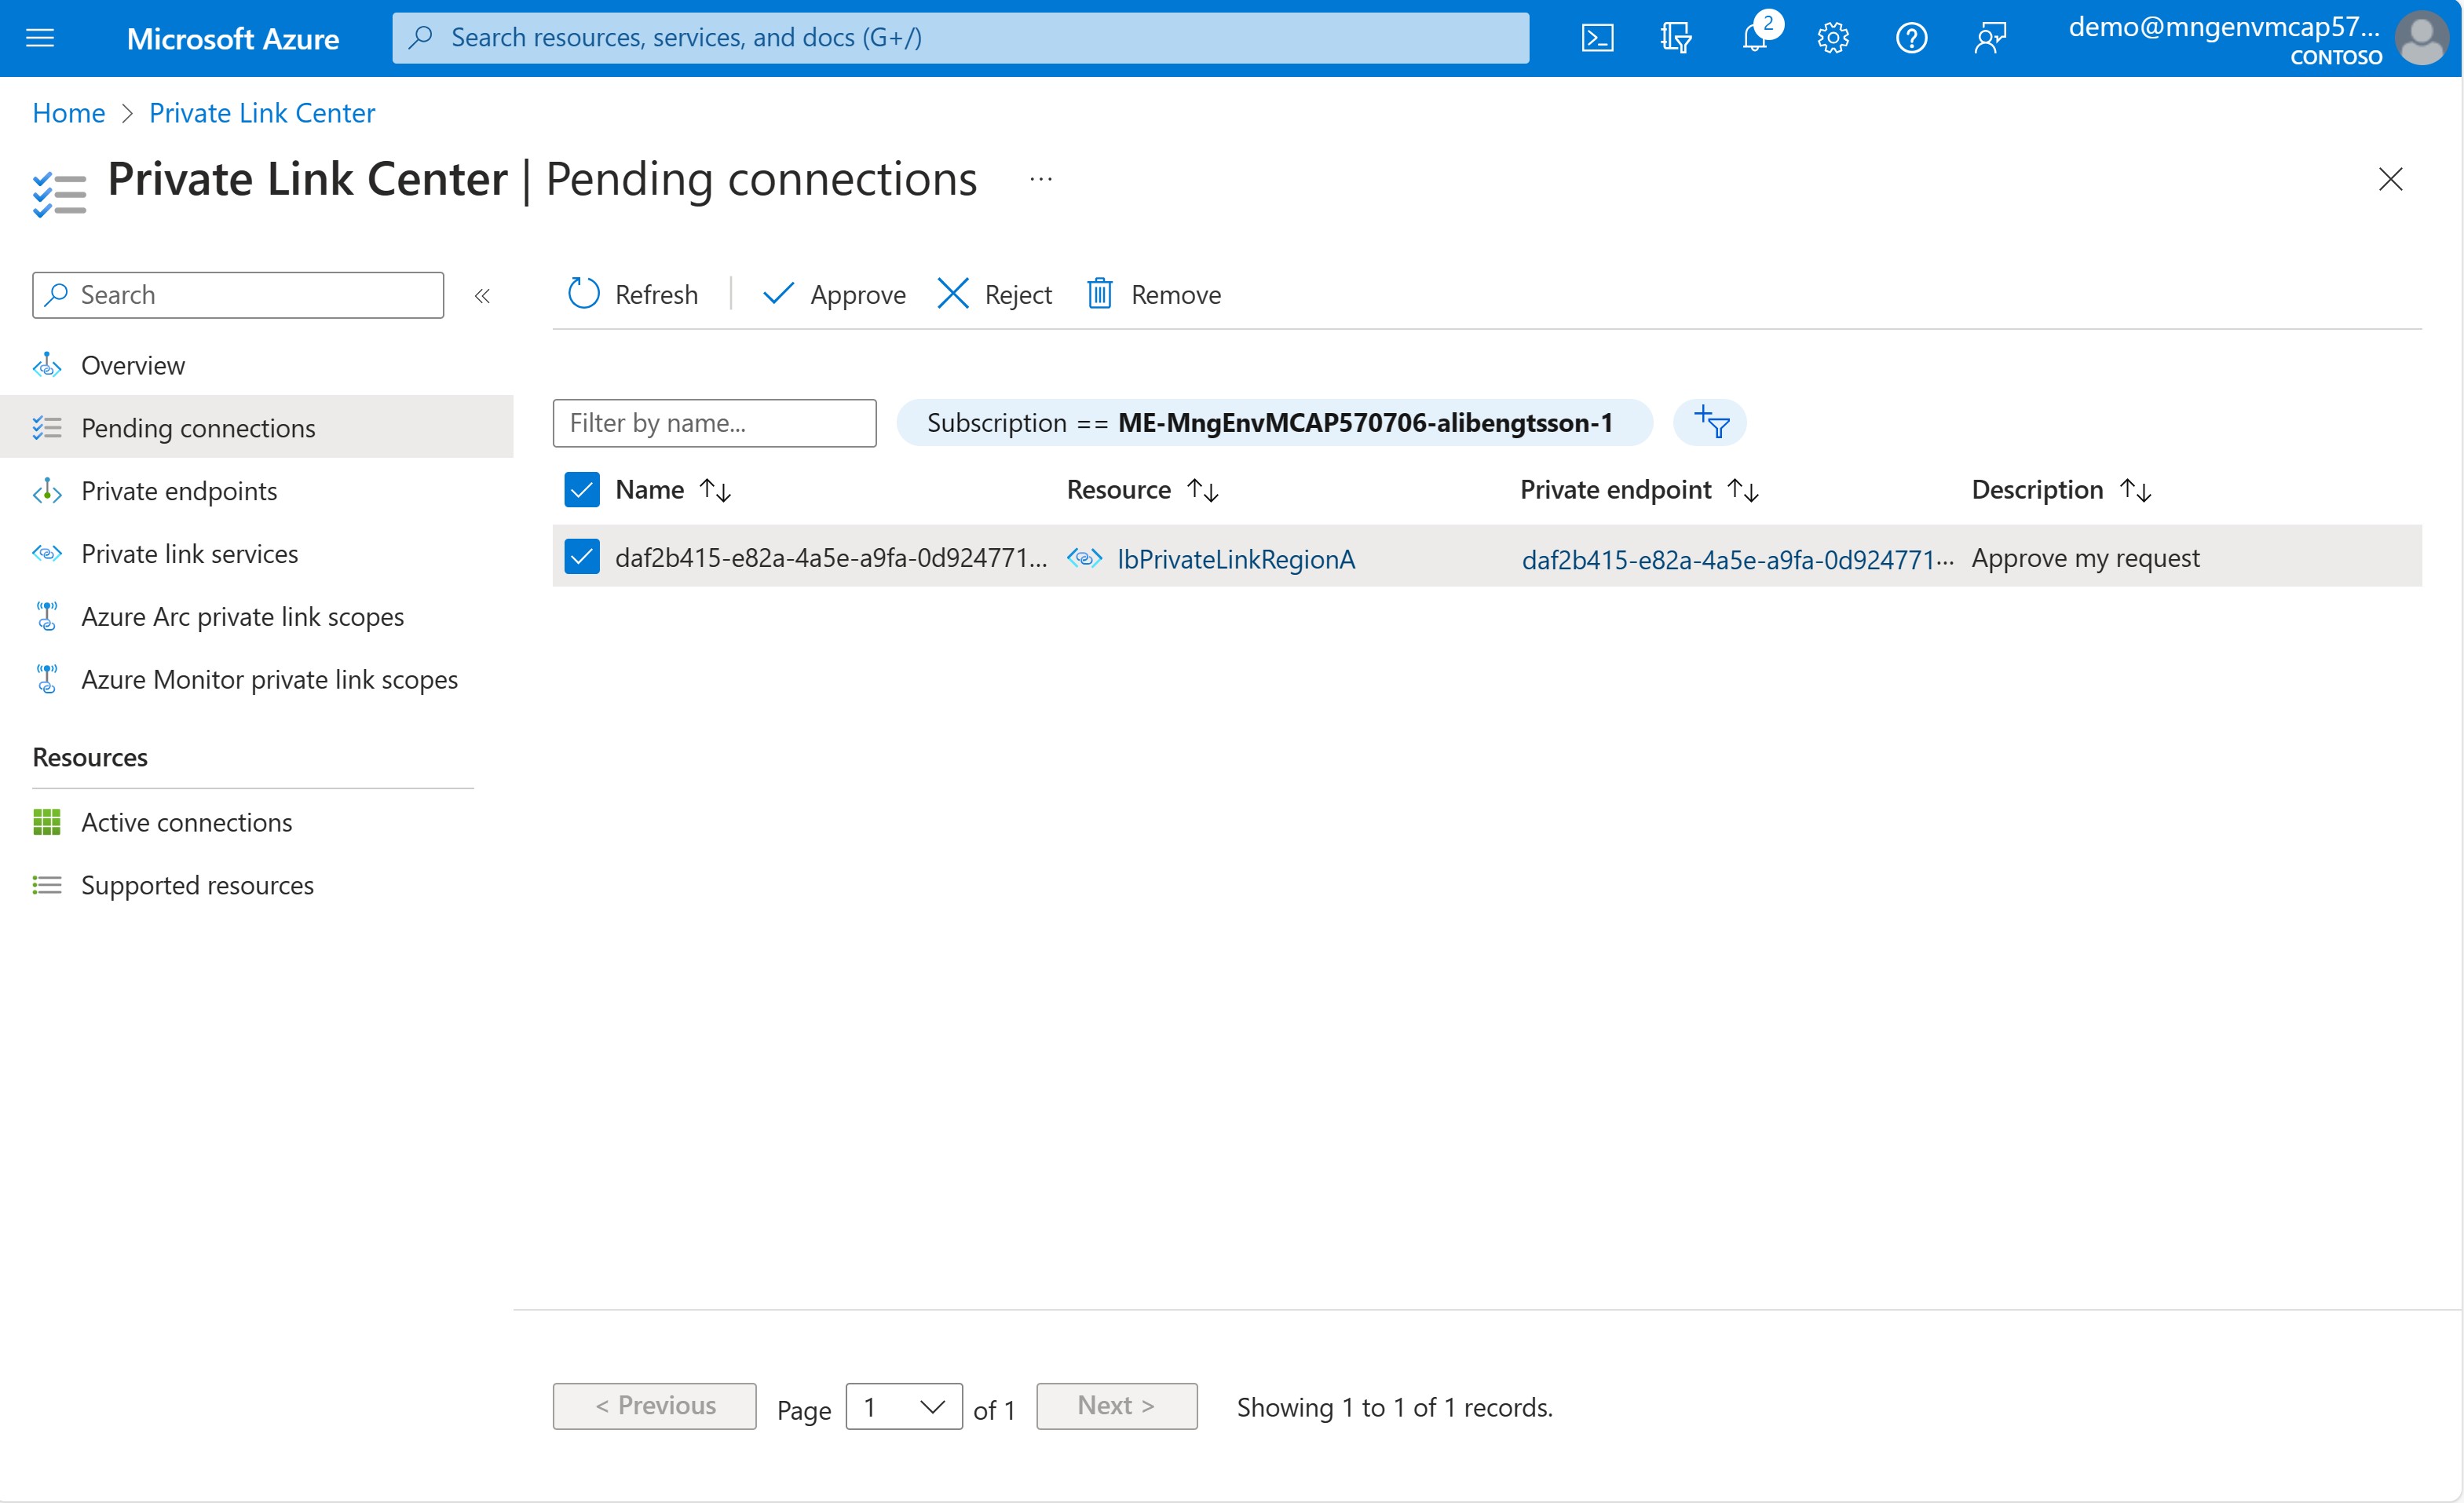 Microsoft Azure
Search resources, services, and docs (G+/)
2
demo@mngenvmcap57...
CONTOSO
Home > Private Link Center
Private Link Center | Pending connections ...
Search
«
Refresh
Approve
Reject
Remove
Overview
Pending connections
Private endpoints
Private link services
Azure Arc private link scopes
Azure Monitor private link scopes
Resources
Active connections
Supported resources
Filter by name...
Subscription == ME-MngEnvMCAP570706-alibengtsson-1
Name ↑↓ Resource ↑↓ Private endpoint ↑↓ Description ↑↓
daf2b415-e82a-4a5e-a9fa-0d924771... lbPrivateLinkRegionA daf2b415-e82a-4a5e-a9fa-0d924771... Approve my request
< Previous Page 1 of 1 Next > Showing 1 to 1 of 1 records.